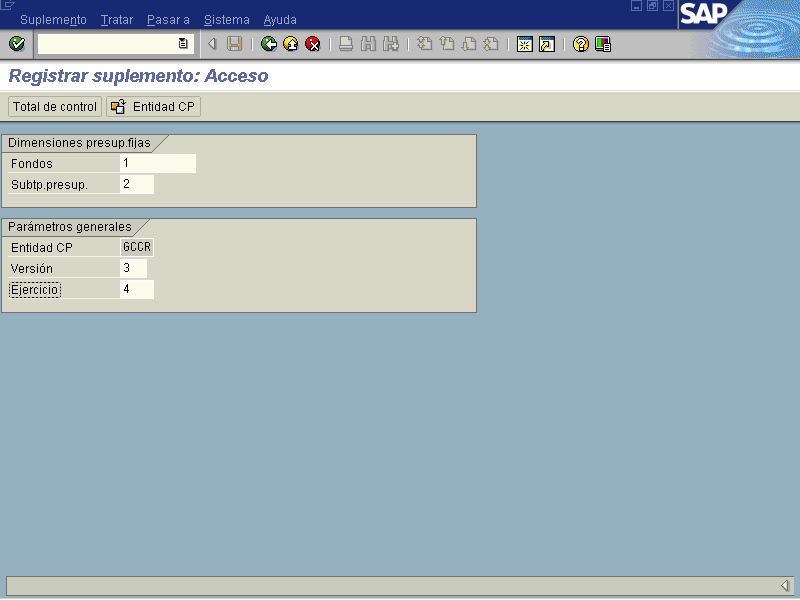 Suplemento Tratar Pasar a Sistema Ayuda
SAP
Registrar suplemento: Acceso
Total de control Entidad CP
Dimensiones presup.fijas
Fondos 1
Subtp.presup. 2
Parámetros generales
Entidad CP GCCR
Versión 3
Ejercicio 4